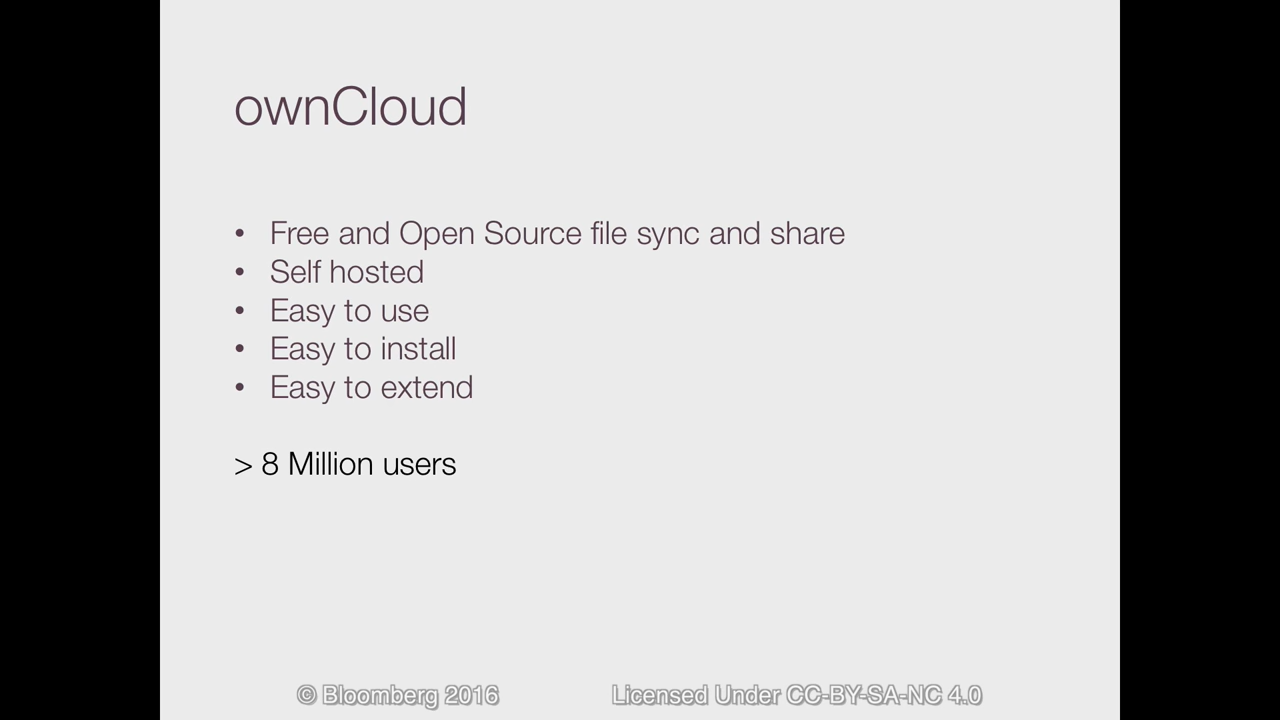 ownCloud
• Free and Open Source file sync and share
• Self hosted
• Easy to use
• Easy to install
• Easy to extend
> 8 Million users
© Bloomberg 2016 Licensed Under CC-BY-SA-NC 4.0